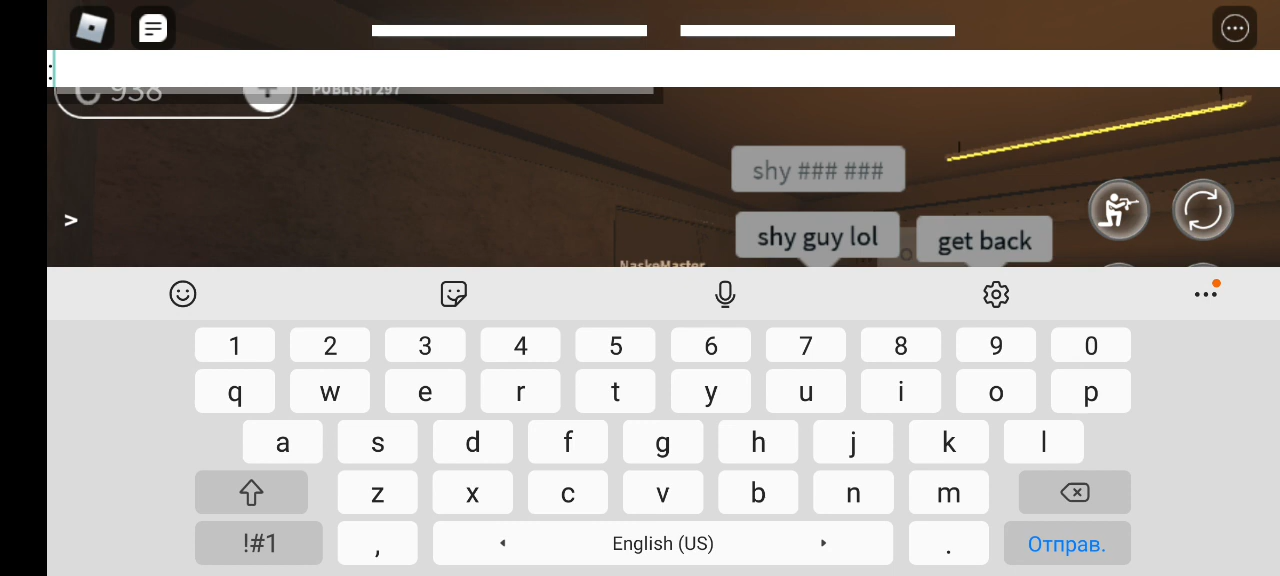 :
938 +
PUBLISH 297
shy ### ###
>
shy guy lol
get back
NaskeMaster
1 2 3 4 5 6 7 8 9 0
q w e r t y u i o p
a s d f g h j k l
z x c v b n m
!#1 , English (US) . Отправ.